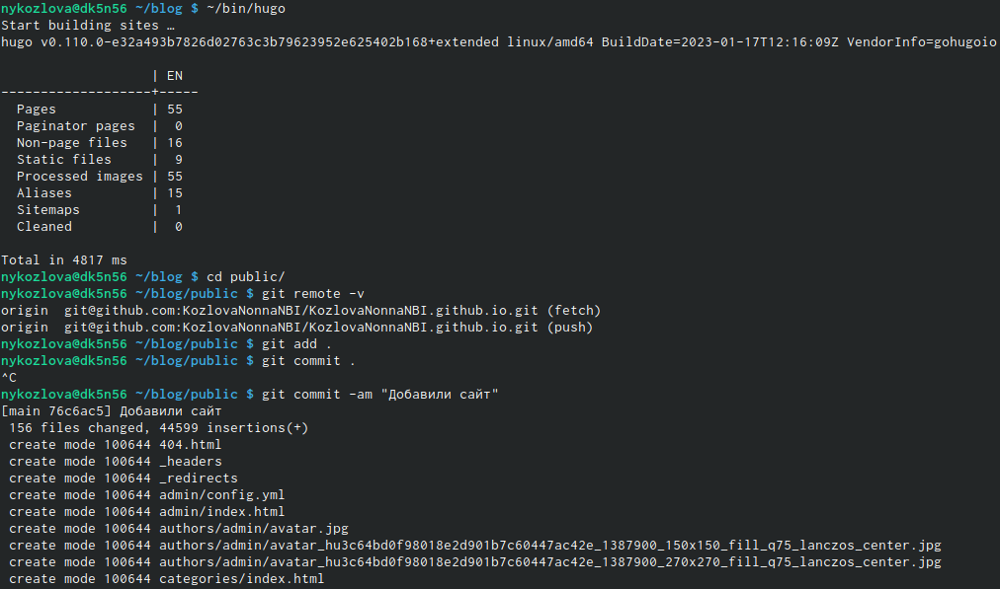 nykozlova@dk5n56 ~/blog $ ~/bin/hugo
Start building sites …
hugo v0.110.0-e32a493b7826d02763c3b79623952e625402b168+extended linux/amd64 BuildDate=2023-01-17T12:16:09Z VendorInfo=gohugoio
                   | EN
-------------------+-----
  Pages            | 55
  Paginator pages  |  0
  Non-page files   | 16
  Static files     |  9
  Processed images | 55
  Aliases          | 15
  Sitemaps         |  1
  Cleaned          |  0
Total in 4817 ms
nykozlova@dk5n56 ~/blog $ cd public/
nykozlova@dk5n56 ~/blog/public $ git remote -v
origin  git@github.com:KozlovaNonnaNBI/KozlovaNonnaNBI.github.io.git (fetch)
origin  git@github.com:KozlovaNonnaNBI/KozlovaNonnaNBI.github.io.git (push)
nykozlova@dk5n56 ~/blog/public $ git add .
nykozlova@dk5n56 ~/blog/public $ git commit .
^C
nykozlova@dk5n56 ~/blog/public $ git commit -am "Добавили сайт"
[main 76c6ac5] Добавили сайт
 156 files changed, 44599 insertions(+)
 create mode 100644 404.html
 create mode 100644 _headers
 create mode 100644 _redirects
 create mode 100644 admin/config.yml
 create mode 100644 admin/index.html
 create mode 100644 authors/admin/avatar.jpg
 create mode 100644 authors/admin/avatar_hu3c64bd0f98018e2d901b7c60447ac42e_1387900_150x150_fill_q75_lanczos_center.jpg
 create mode 100644 authors/admin/avatar_hu3c64bd0f98018e2d901b7c60447ac42e_1387900_270x270_fill_q75_lanczos_center.jpg
 create mode 100644 categories/index.html